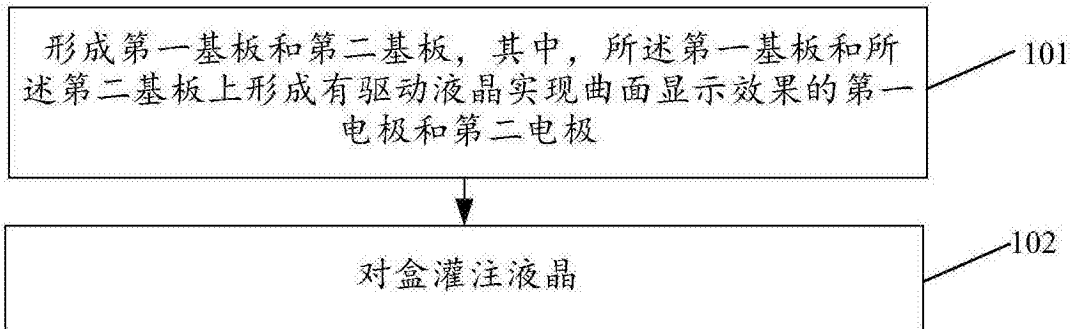 形成第一基板和第二基板，其中，所述第一基板和所
述第二基板上形成有驱动液晶实现曲面显示效果的第一
电极和第二电极
101
对盒灌注液晶
102